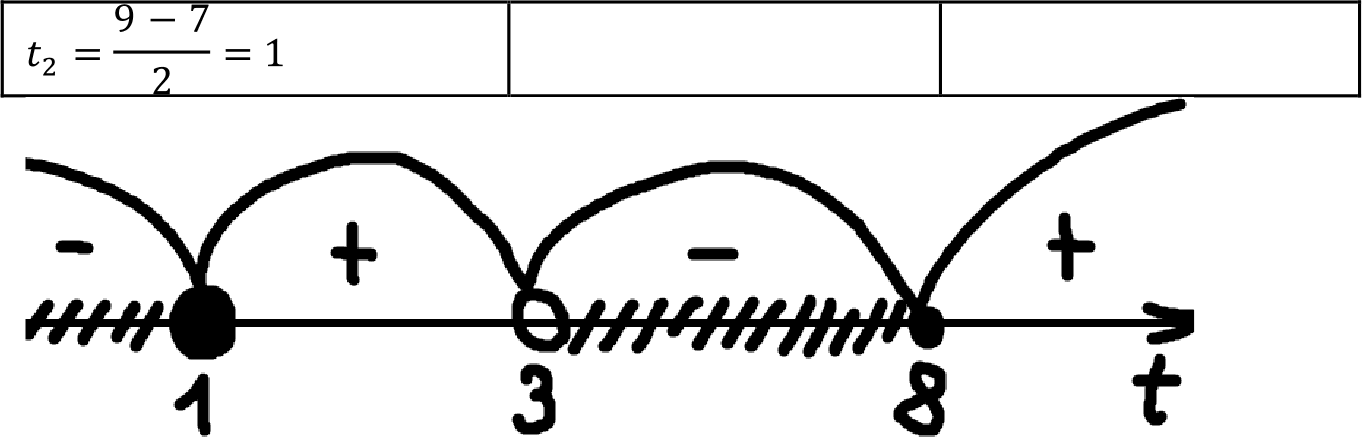 t₂ = (9 − 7)/2 = 1
- + - +
1 3 8 t